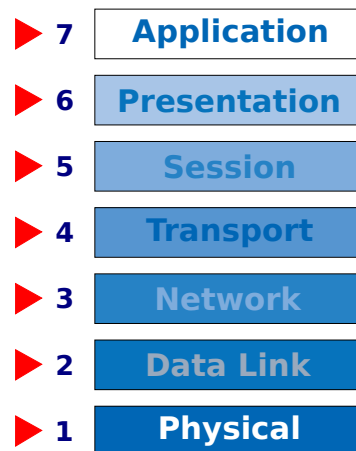 7 Application
6 Presentation
5 Session
4 Transport
3 Network
2 Data Link
1 Physical